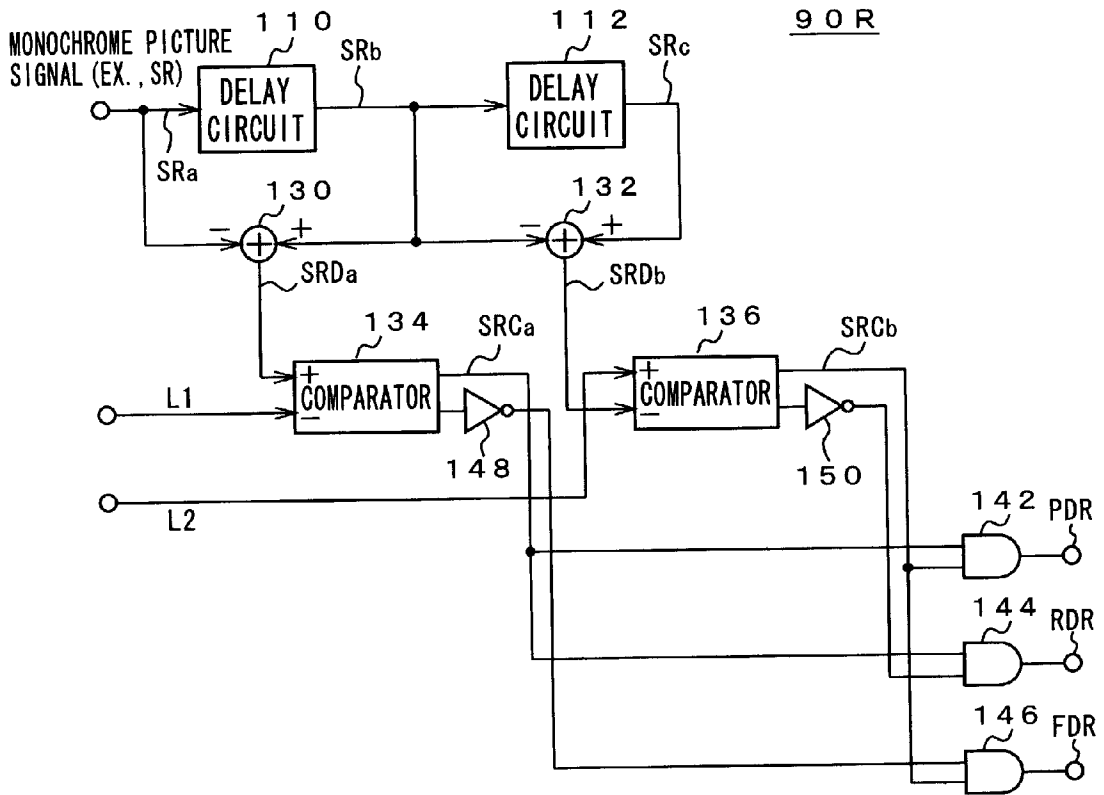 90R
MONOCHROME PICTURE
SIGNAL (EX., SR)
110
SRb
112
SRc
DELAY
CIRCUIT
DELAY
CIRCUIT
SRa
130
132
− + +
− + +
SRDa
SRDb
134
SRCa
136
SRCb
+
COMPARATOR
−
+
COMPARATOR
−
L1
148
150
L2
142
PDR
144
RDR
146
FDR